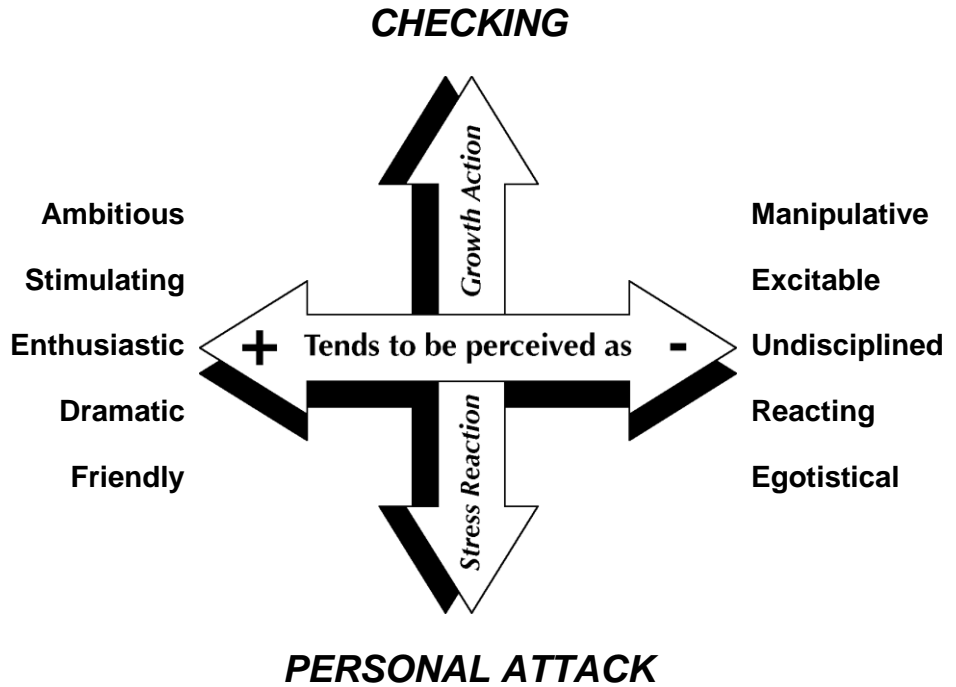 CHECKING
Growth Action
Ambitious
Manipulative
Stimulating
Excitable
Enthusiastic
+ Tends to be perceived as -
Undisciplined
Dramatic
Reacting
Friendly
Egotistical
Stress Reaction
PERSONAL ATTACK